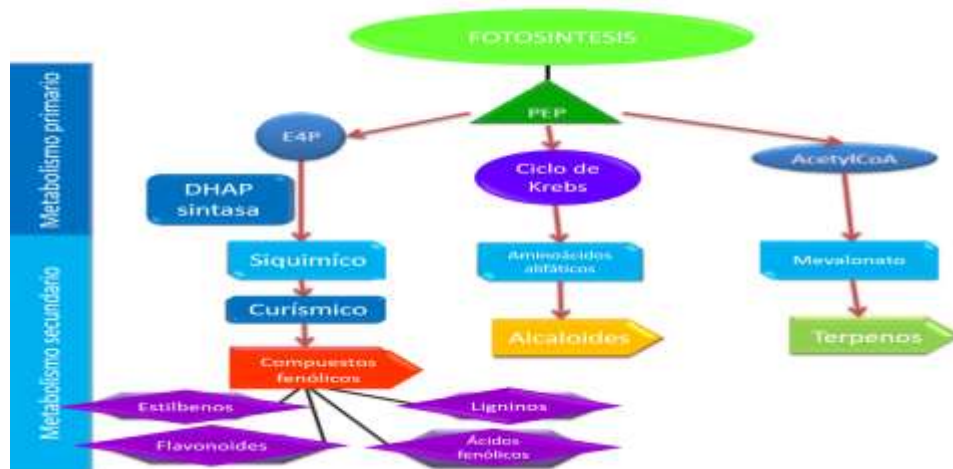 FOTOSINTESIS
Metabolismo primario
PEP
E4P
Ciclo de
Krebs
AcetylCoA
DHAP
sintasa
Metabolismo secundario
Siquimíco
Aminoácidos
alifáticos
Mevalonato
Curísmico
Alcaloides
Terpenos
Compuestos
fenólicos
Estilbenos
Ligninos
Flavonoides
Ácidos
fenólicos